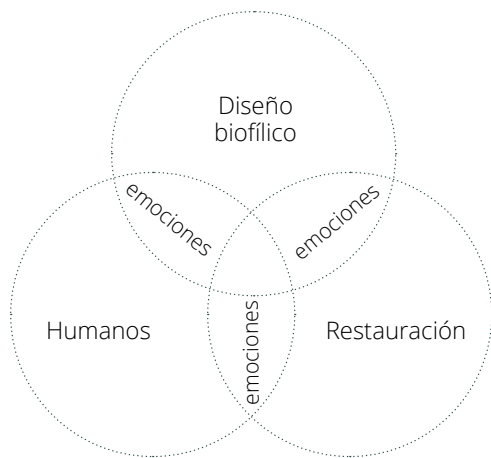 Diseño
biofílico
emociones
emociones
Humanos
emociones
Restauración